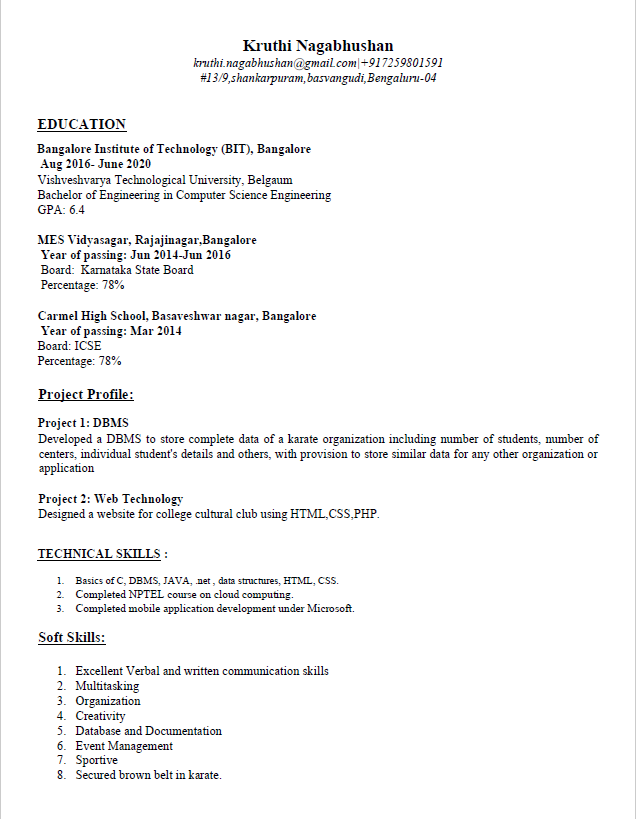 Kruthi Nagabhushan
kruthi.nagabhushan@gmail.com|+917259801591
#13/9,shankarpuram,basvangudi,Bengaluru-04
EDUCATION
Bangalore Institute of Technology (BIT), Bangalore
Aug 2016- June 2020
Vishveshvarya Technological University, Belgaum
Bachelor of Engineering in Computer Science Engineering
GPA: 6.4
MES Vidyasagar, Rajajinagar,Bangalore
Year of passing: Jun 2014-Jun 2016
Board:  Karnataka State Board
Percentage: 78%
Carmel High School, Basaveshwar nagar, Bangalore
Year of passing: Mar 2014
Board: ICSE
Percentage: 78%
Project Profile:
Project 1: DBMS
Developed a DBMS to store complete data of a karate organization including number of students, number of
centers, individual student's details and others, with provision to store similar data for any other organization or
application
Project 2: Web Technology
Designed a website for college cultural club using HTML,CSS,PHP.
TECHNICAL SKILLS :
1. Basics of C, DBMS, JAVA, .net , data structures, HTML, CSS.
2. Completed NPTEL course on cloud computing.
3. Completed mobile application development under Microsoft.
Soft Skills:
1. Excellent Verbal and written communication skills
2. Multitasking
3. Organization
4. Creativity
5. Database and Documentation
6. Event Management
7. Sportive
8. Secured brown belt in karate.